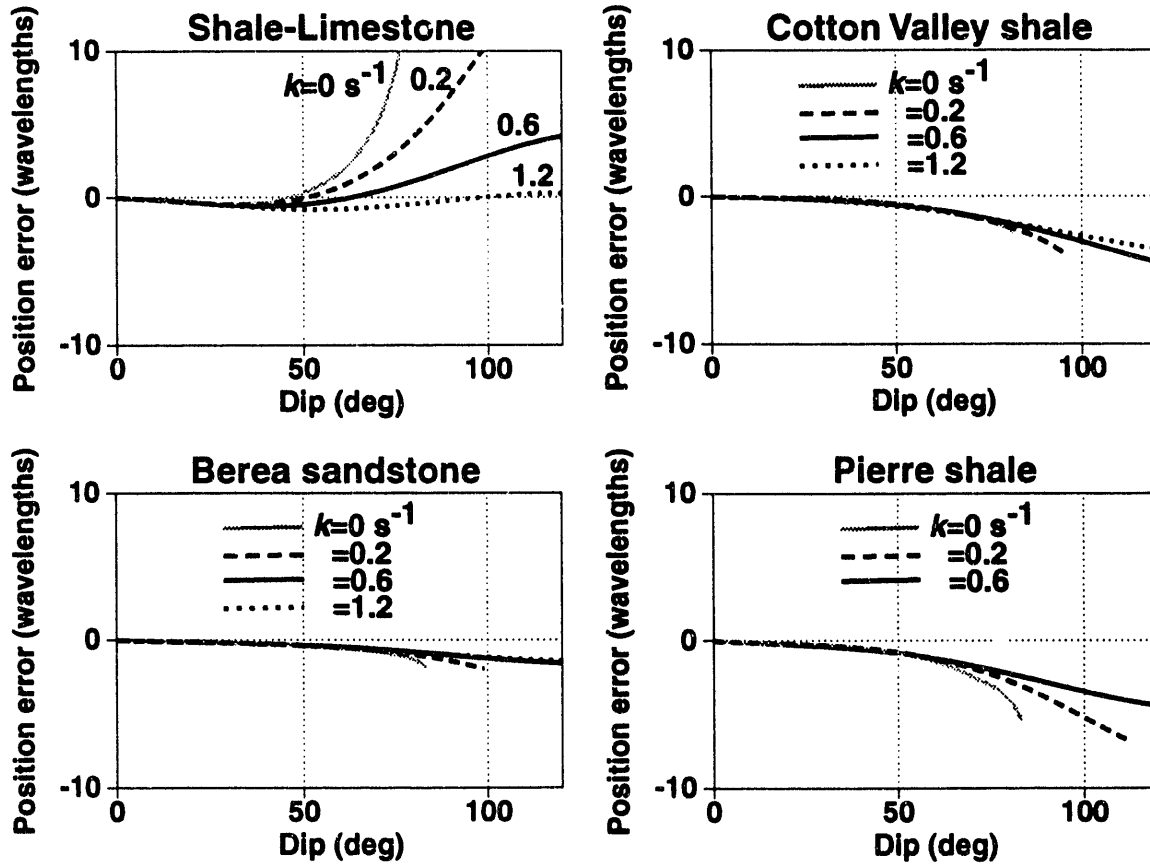 Shale-Limestone
Position error (wavelengths)
10
0
-10
k=0 s-1
0.2
0.6
1.2
0 50 100
Dip (deg)
Cotton Valley shale
Position error (wavelengths)
10
0
-10
k=0 s-1
=0.2
=0.6
=1.2
0 50 100
Dip (deg)
Berea sandstone
Position error (wavelengths)
10
0
-10
k=0 s-1
=0.2
=0.6
=1.2
0 50 100
Dip (deg)
Pierre shale
Position error (wavelengths)
10
0
-10
k=0 s-1
=0.2
=0.6
0 50 100
Dip (deg)